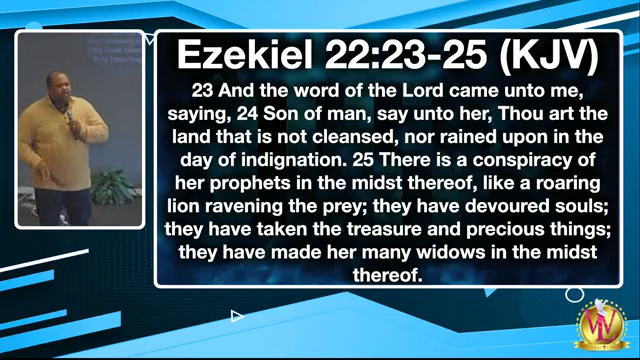 Ezekiel 22:23-25 (KJV)
23 And the word of the Lord came unto me,
saying, 24 Son of man, say unto her, Thou art the
land that is not cleansed, nor rained upon in the
day of indignation. 25 There is a conspiracy of
her prophets in the midst thereof, like a roaring
lion ravening the prey; they have devoured souls;
they have taken the treasure and precious things;
they have made her many widows in the midst
thereof.